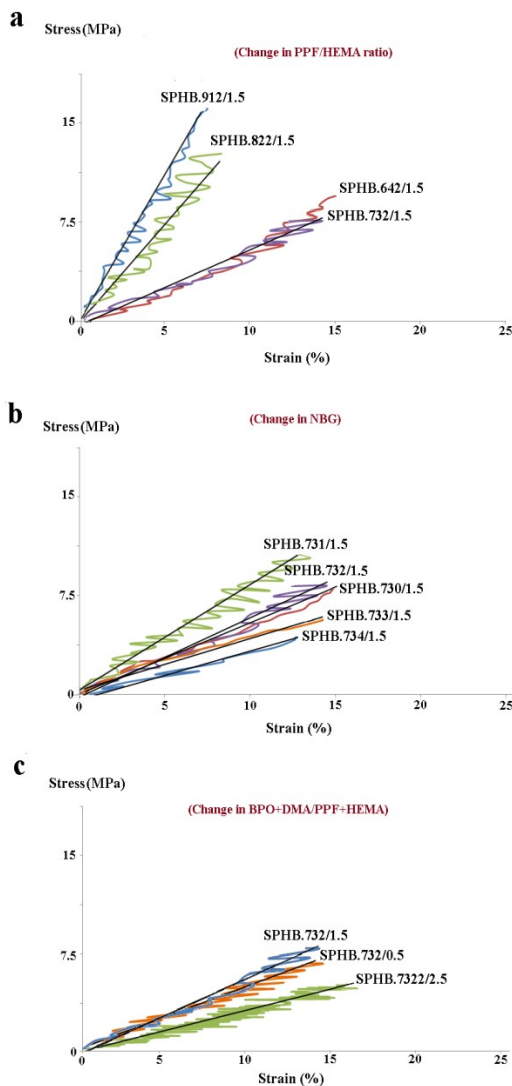 a
Stress (MPa)
(Change in PPF/HEMA ratio)
SPHB.912/1.5
SPHB.822/1.5
SPHB.642/1.5
SPHB.732/1.5
15
7.5
0
5
10
15
20
25
Strain (%)
b
Stress (MPa)
(Change in NBG)
15
SPHB.731/1.5
SPHB.732/1.5
SPHB.730/1.5
SPHB.733/1.5
SPHB.734/1.5
7.5
0
0
5
10
15
20
25
Strain (%)
c
Stress (MPa)
(Change in BPO+DMA/PPF+HEMA)
15
SPHB.732/1.5
SPHB.732/0.5
SPHB.7322/2.5
7.5
0
5
10
15
20
25
Strain (%)